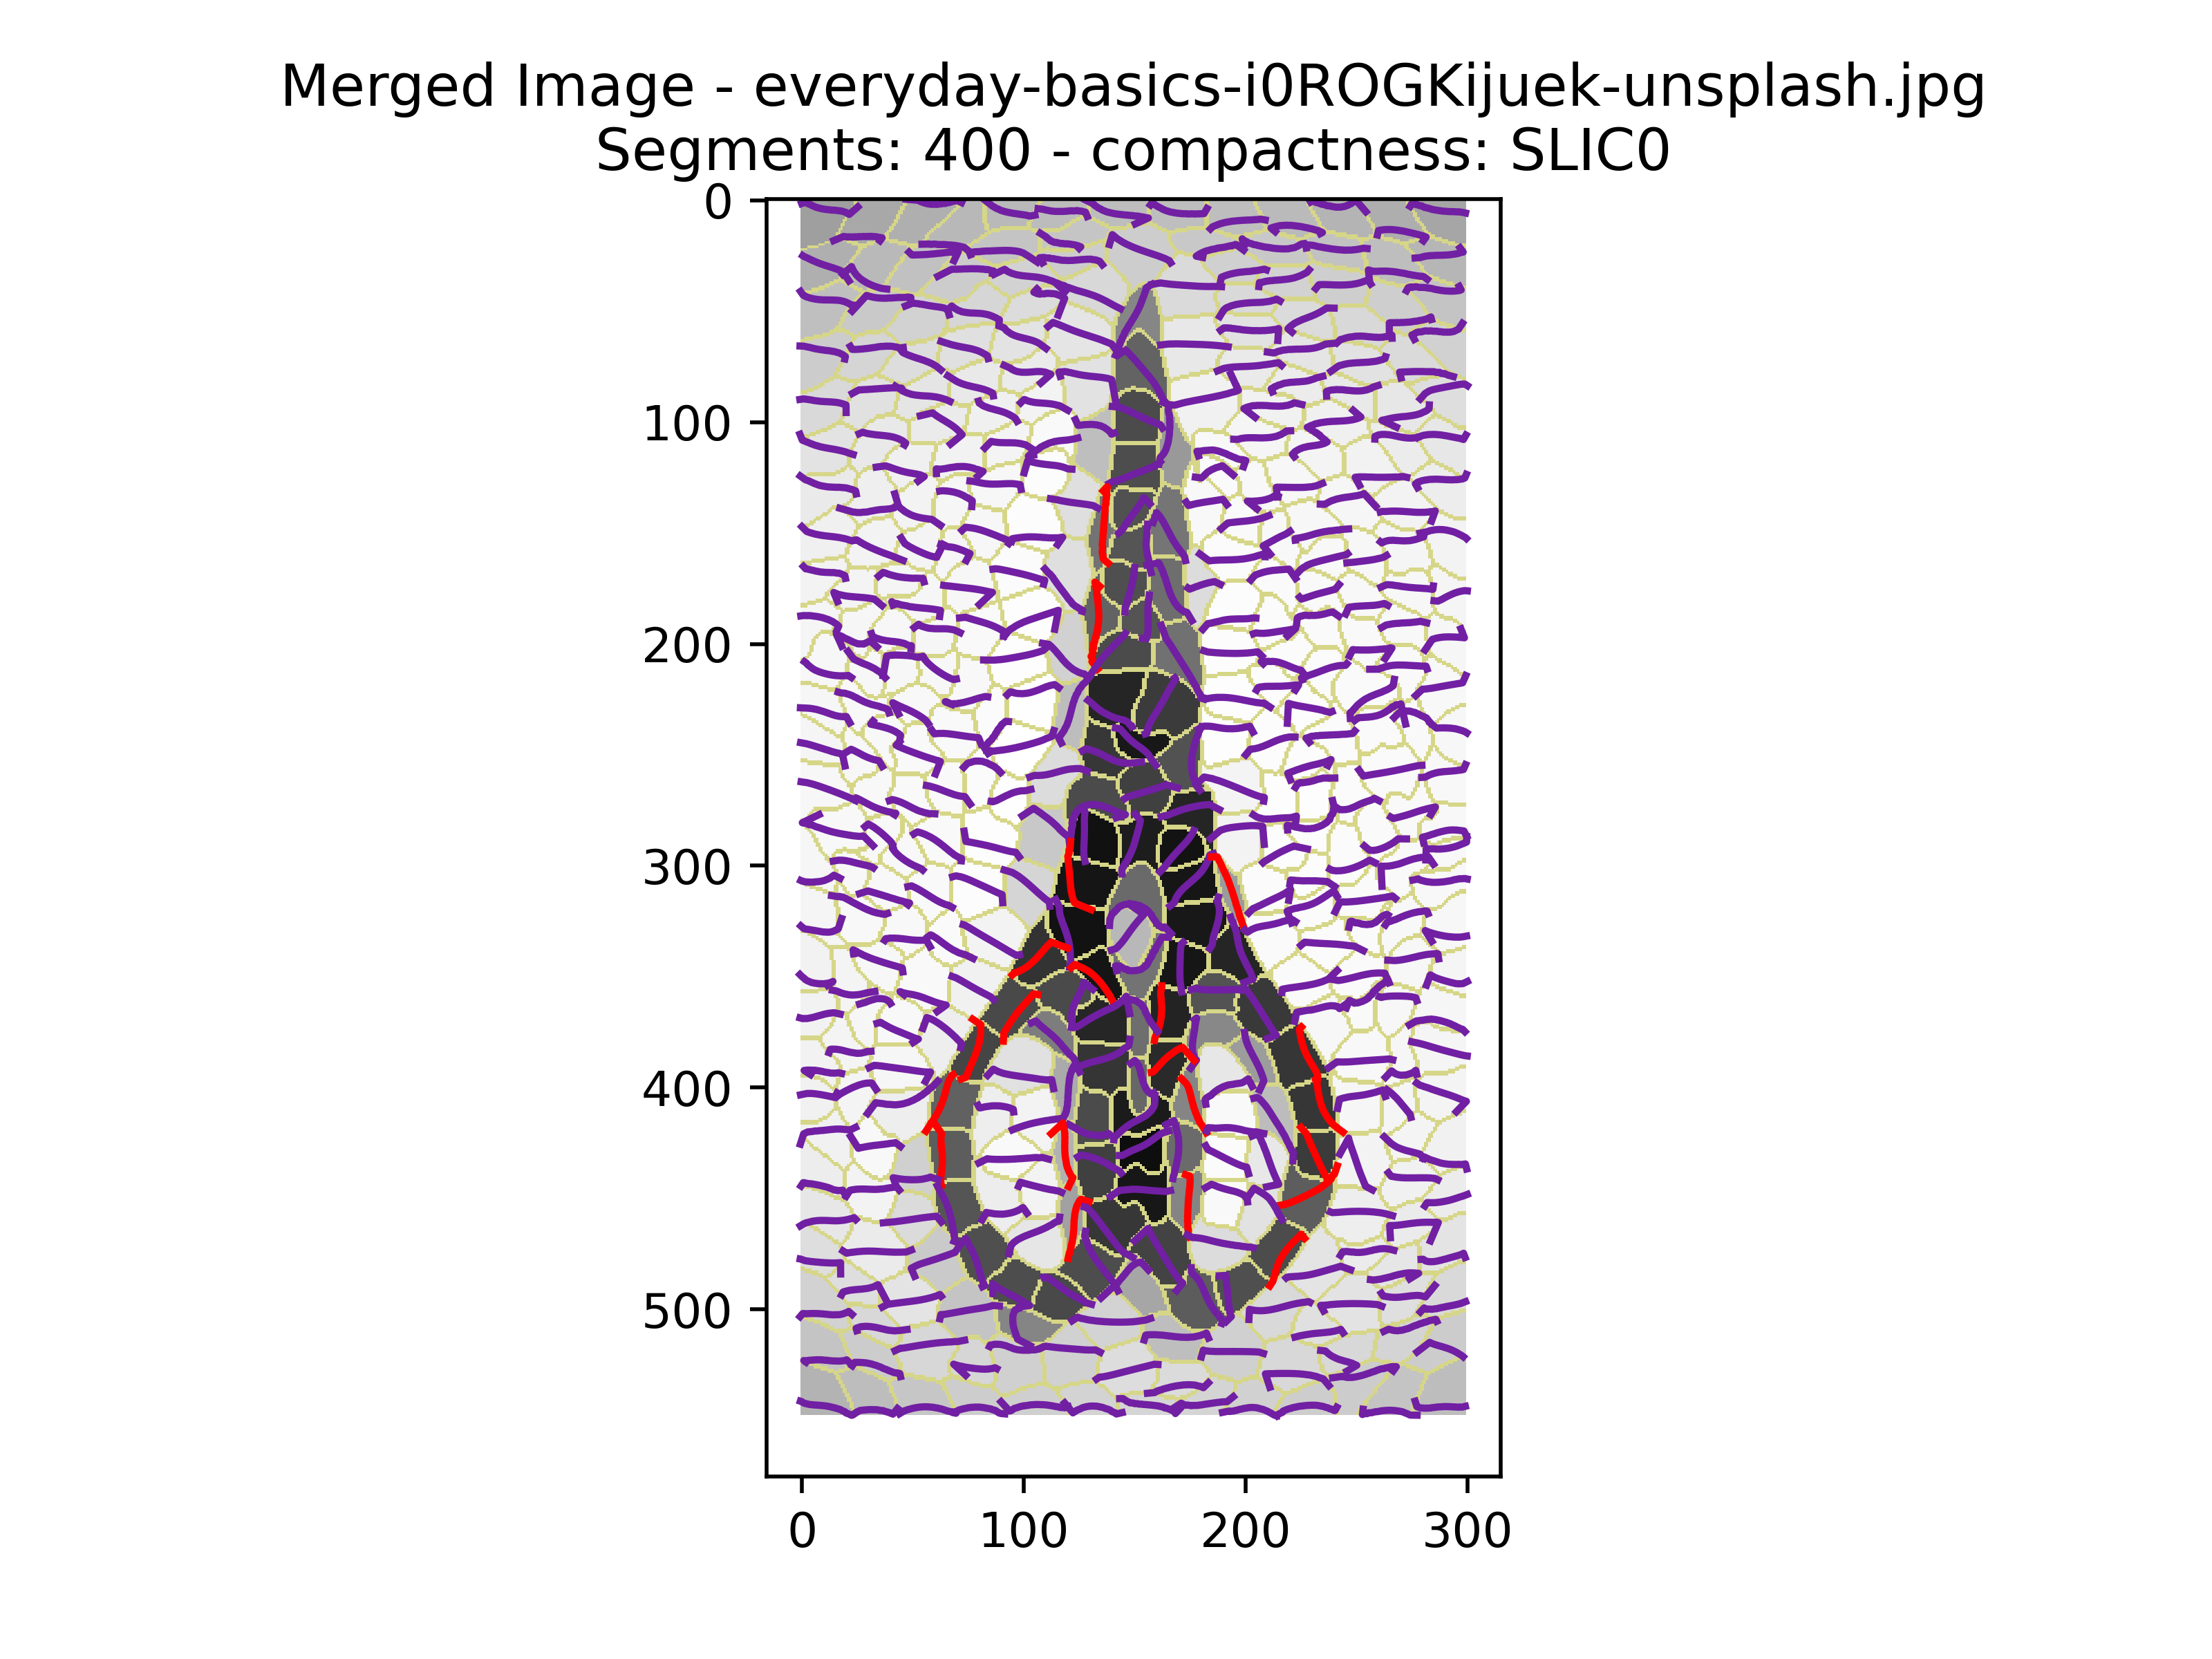 Merged Image - everyday-basics-i0ROGKijuek-unsplash.jpg
Segments: 400 - compactness: SLIC0
0
100
200
300
400
500
0 100 200 300